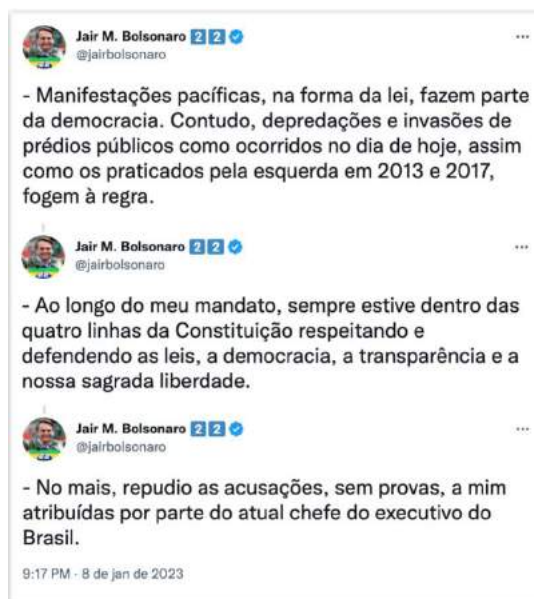 Jair M. Bolsonaro 2️⃣2️⃣
@jairbolsonaro
- Manifestações pacíficas, na forma da lei, fazem parte
da democracia. Contudo, depredações e invasões de
prédios públicos como ocorridos no dia de hoje, assim
como os praticados pela esquerda em 2013 e 2017,
fogem à regra.
Jair M. Bolsonaro 2️⃣2️⃣
@jairbolsonaro
- Ao longo do meu mandato, sempre estive dentro das
quatro linhas da Constituição respeitando e
defendendo as leis, a democracia, a transparência e a
nossa sagrada liberdade.
Jair M. Bolsonaro 2️⃣2️⃣
@jairbolsonaro
- No mais, repudio as acusações, sem provas, a mim
atribuídas por parte do atual chefe do executivo do
Brasil.
9:17 PM · 8 de jan de 2023